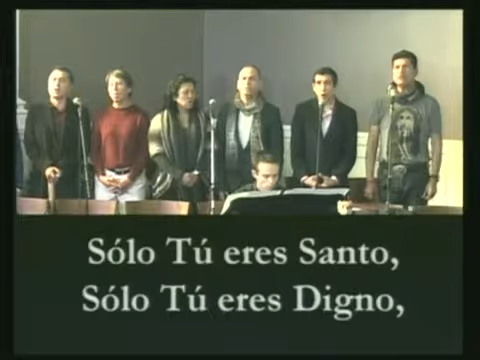 Sólo Tú eres Santo,
Sólo Tú eres Digno,